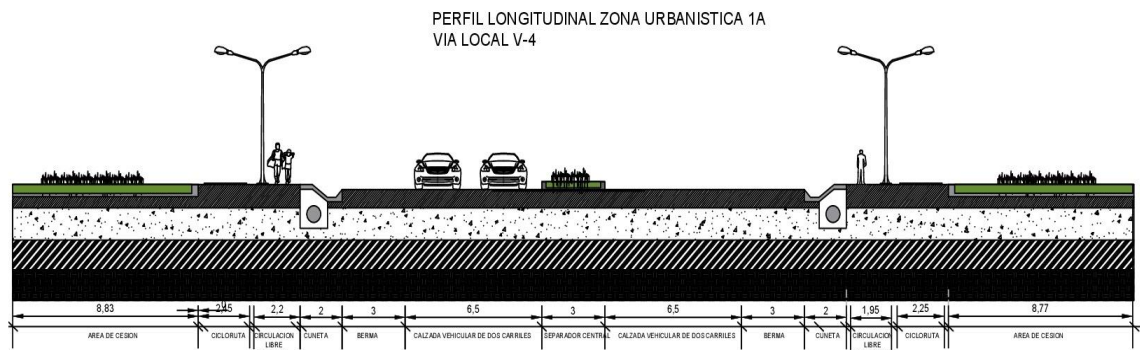 PERFIL LONGITUDINAL ZONA URBANISTICA 1A
VIA LOCAL V-4
8,83 2,45 2,2 2 3 6,5 3 6,5 3 2 1,95 2,25 8,77
AREA DE CESION CICLORUTA CIRCULACION LIBRE CUNETA BERMA CALZADA VEHICULAR DE DOS CARRILES SEPARADOR CENTRAL CALZADA VEHICULAR DE DOS CARRILES BERMA CUNETA CIRCULACION LIBRE CICLORUTA AREA DE CESION